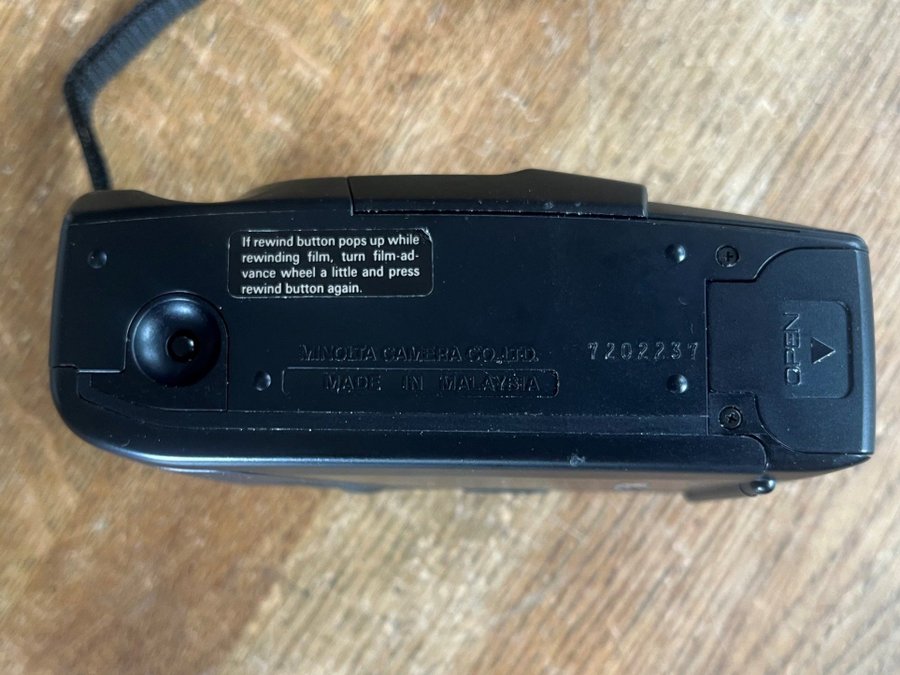 If rewind button pops up while
rewinding film, turn film-ad-
vance wheel a little and press
rewind button again.
MINOLTA CAMERA CO.,LTD.
7202237
MADE IN MALAYSIA
OPEN